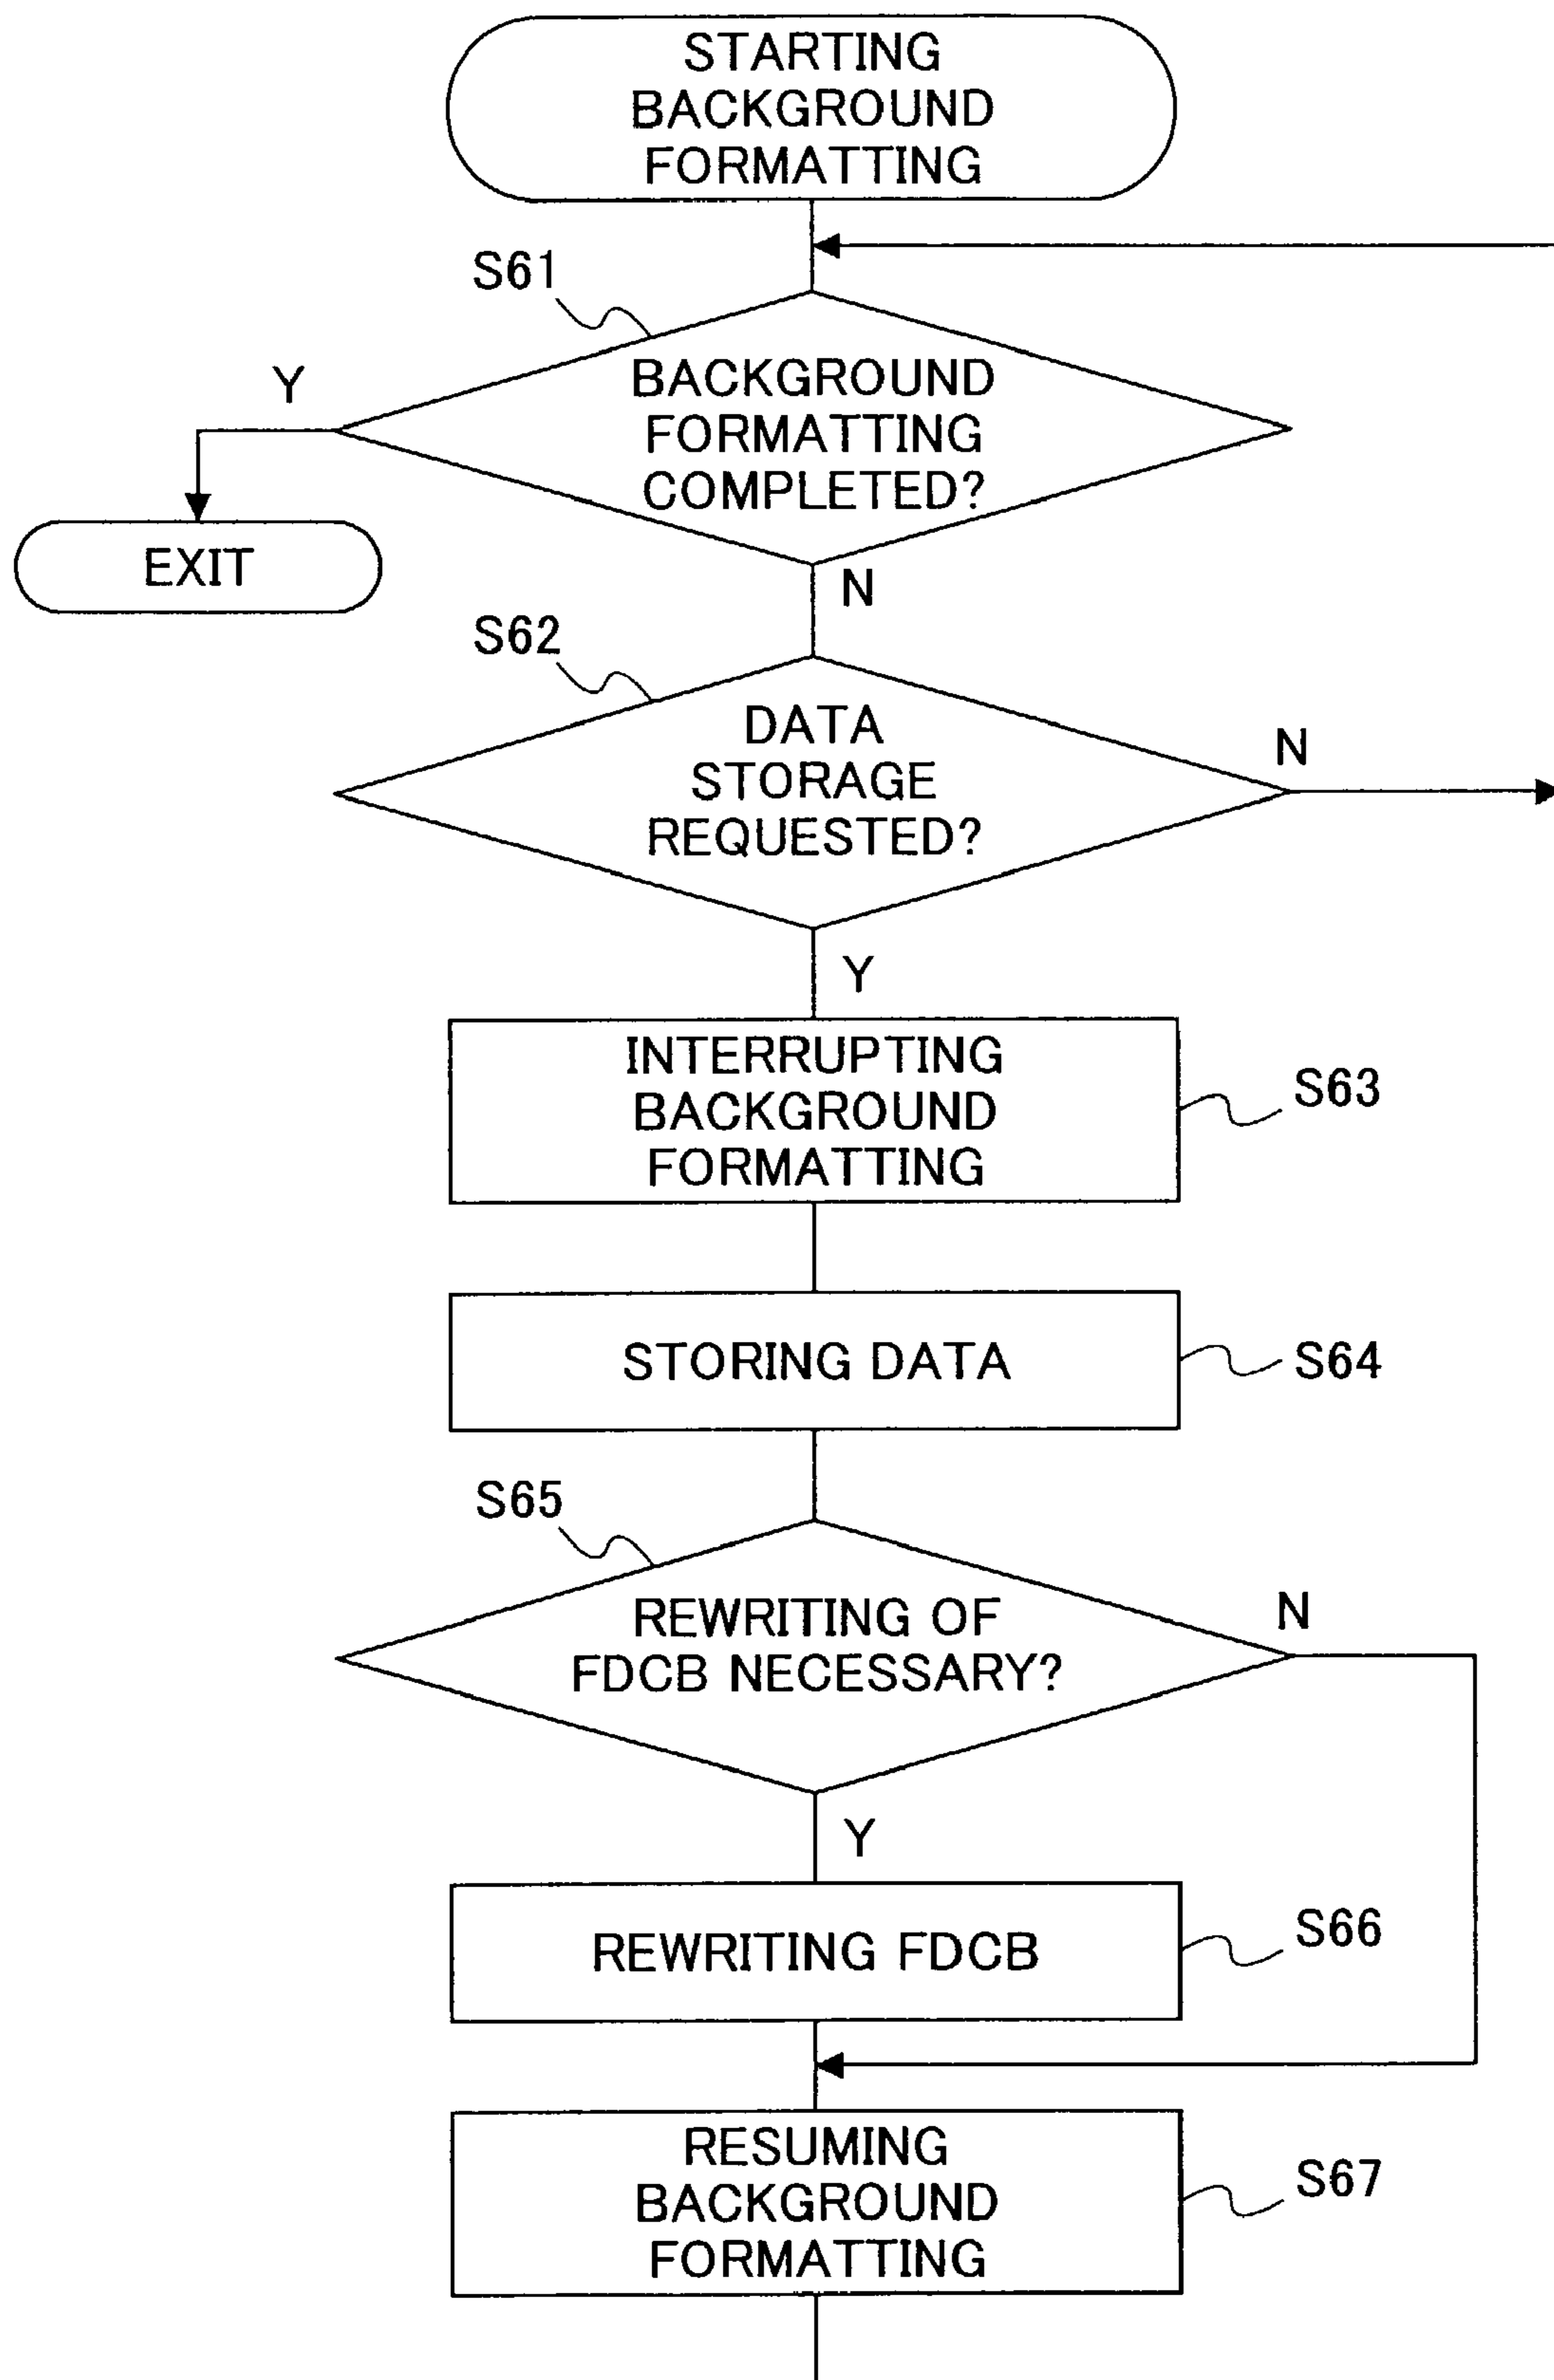 STARTING
BACKGROUND
FORMATTING
S61
Y
BACKGROUND
FORMATTING
COMPLETED?
EXIT
N
S62
DATA
STORAGE
REQUESTED?
N
Y
INTERRUPTING
BACKGROUND
FORMATTING
S63
STORING DATA
S64
S65
REWRITING OF
FDCB NECESSARY?
N
Y
REWRITING FDCB
S66
RESUMING
BACKGROUND
FORMATTING
S67